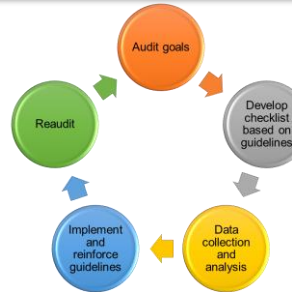 Audit goals
Develop
checklist
based on
guidelines
Data
collection
and
analysis
Implement
and
reinforce
guidelines
Reaudit